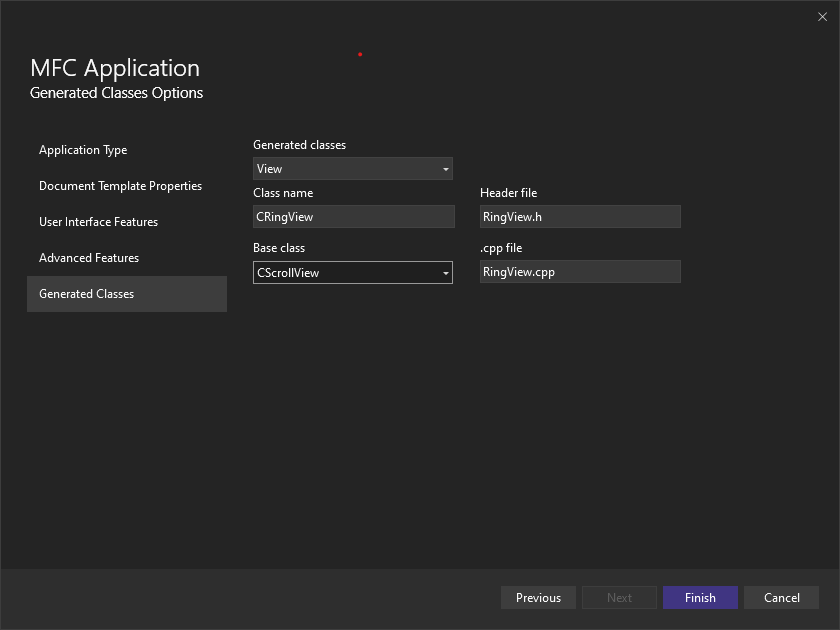 MFC Application
Generated Classes Options
Application Type
Document Template Properties
User Interface Features
Advanced Features
Generated Classes
Generated classes
View
Class name
Header file
CRingView
RingView.h
Base class
.cpp file
CScrollView
RingView.cpp
Previous
Next
Finish
Cancel